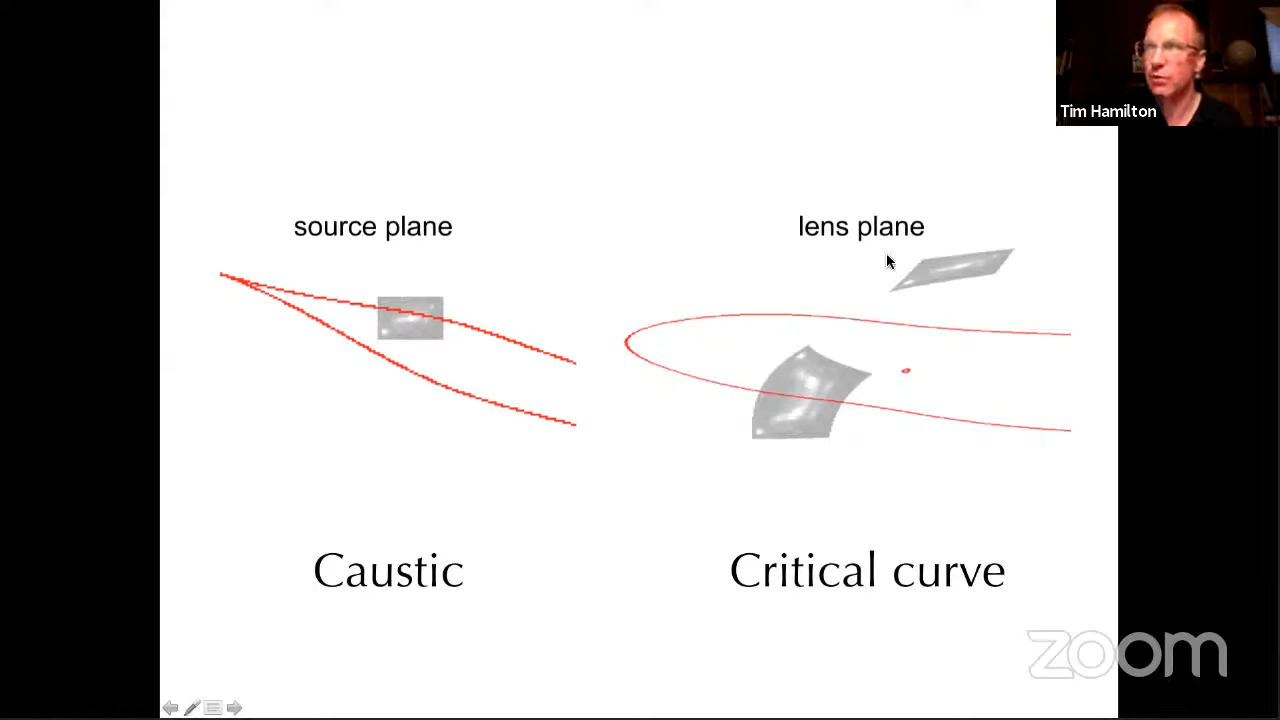 Tim Hamilton
source plane
lens plane
Caustic
Critical curve
zoom